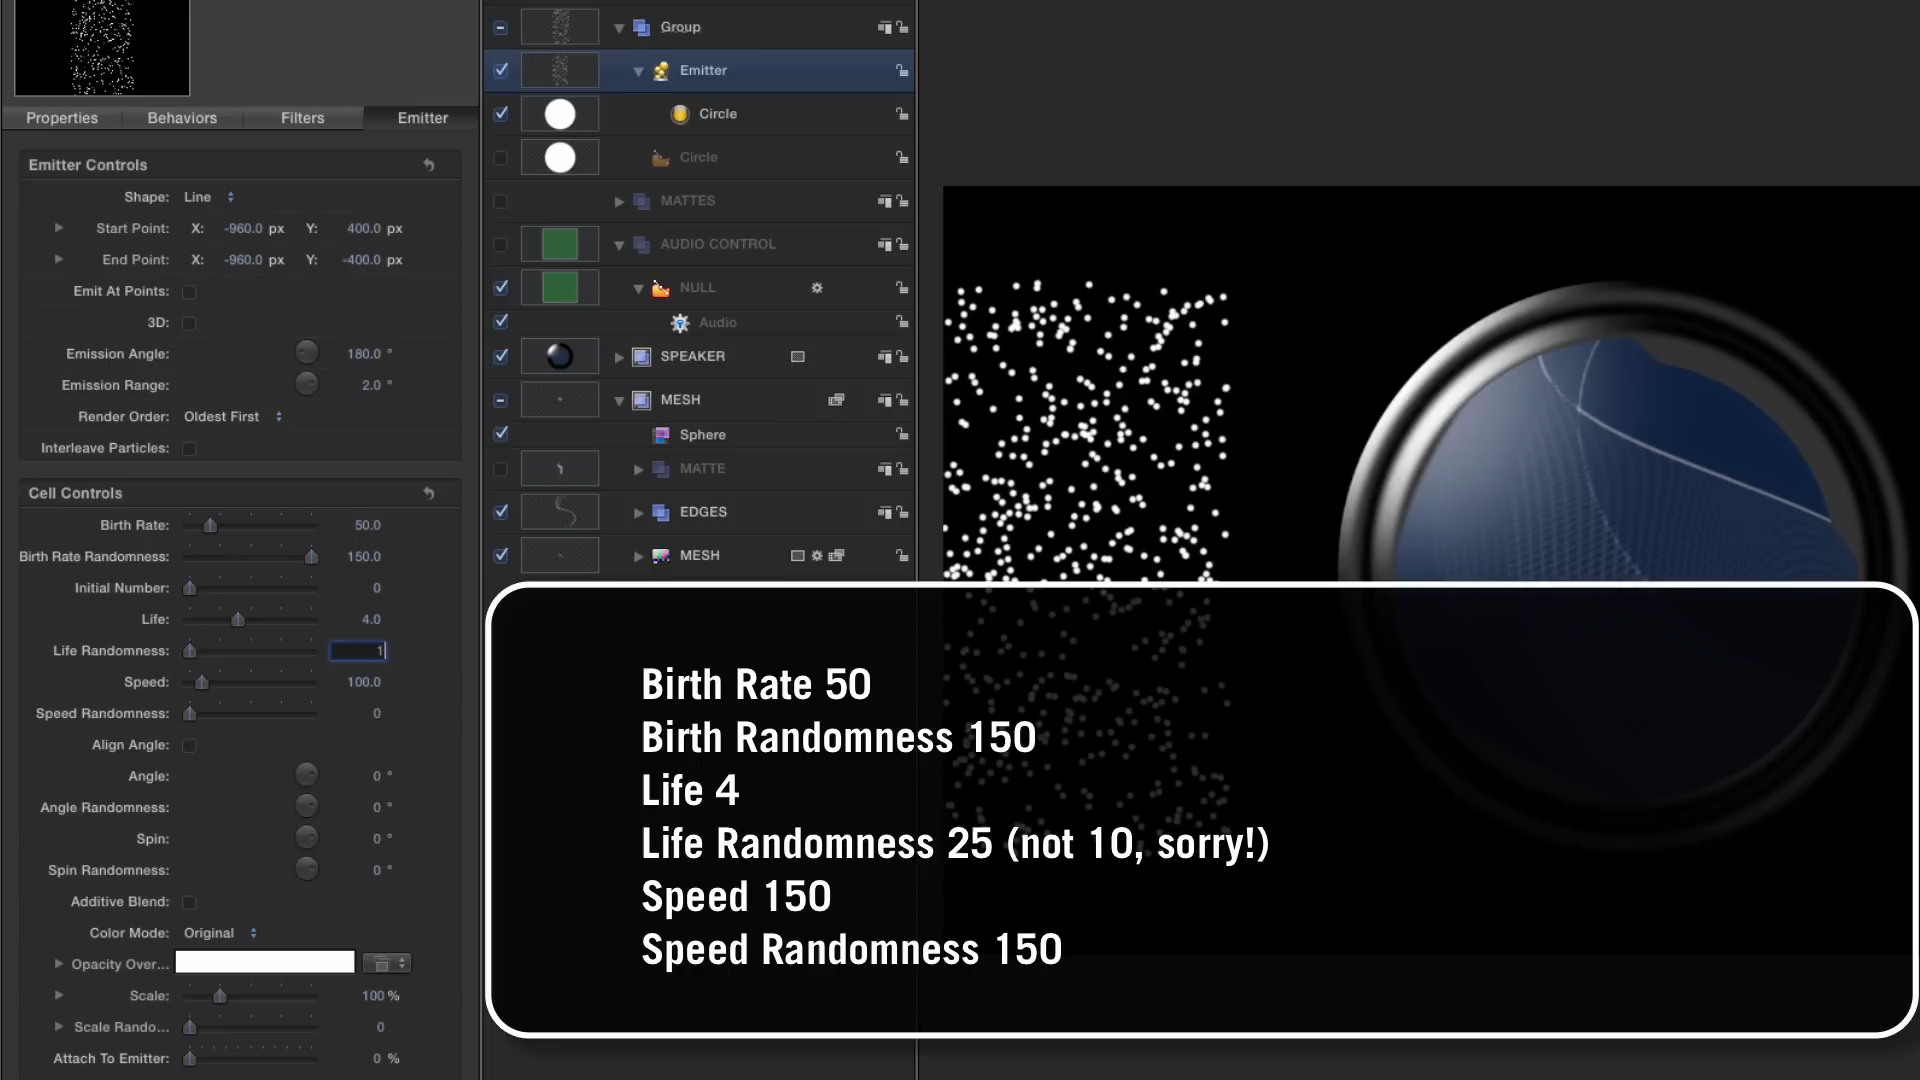 Properties Behaviors Filters Emitter
Emitter Controls
Shape: Line
Start Point: X: -960.0 px Y: 400.0 px
End Point: X: -960.0 px Y: -400.0 px
Emit At Points:
3D:
Emission Angle: 180.0 °
Emission Range: 2.0 °
Render Order: Oldest First
Interleave Particles:
Cell Controls
Birth Rate: 50.0
Birth Rate Randomness: 150.0
Initial Number: 0
Life: 4.0
Life Randomness: 1
Speed: 100.0
Speed Randomness: 0
Align Angle:
Angle: 0 °
Angle Randomness: 0 °
Spin: 0 °
Spin Randomness: 0 °
Additive Blend:
Color Mode: Original
Opacity Over...
Scale: 100 %
Scale Rando... 0
Attach To Emitter: 0 %
Group
Emitter
Circle
Circle
MATTES
AUDIO CONTROL
NULL
Audio
SPEAKER
MESH
Sphere
MATTE
EDGES
MESH
Birth Rate 50
Birth Randomness 150
Life 4
Life Randomness 25 (not 10, sorry!)
Speed 150
Speed Randomness 150